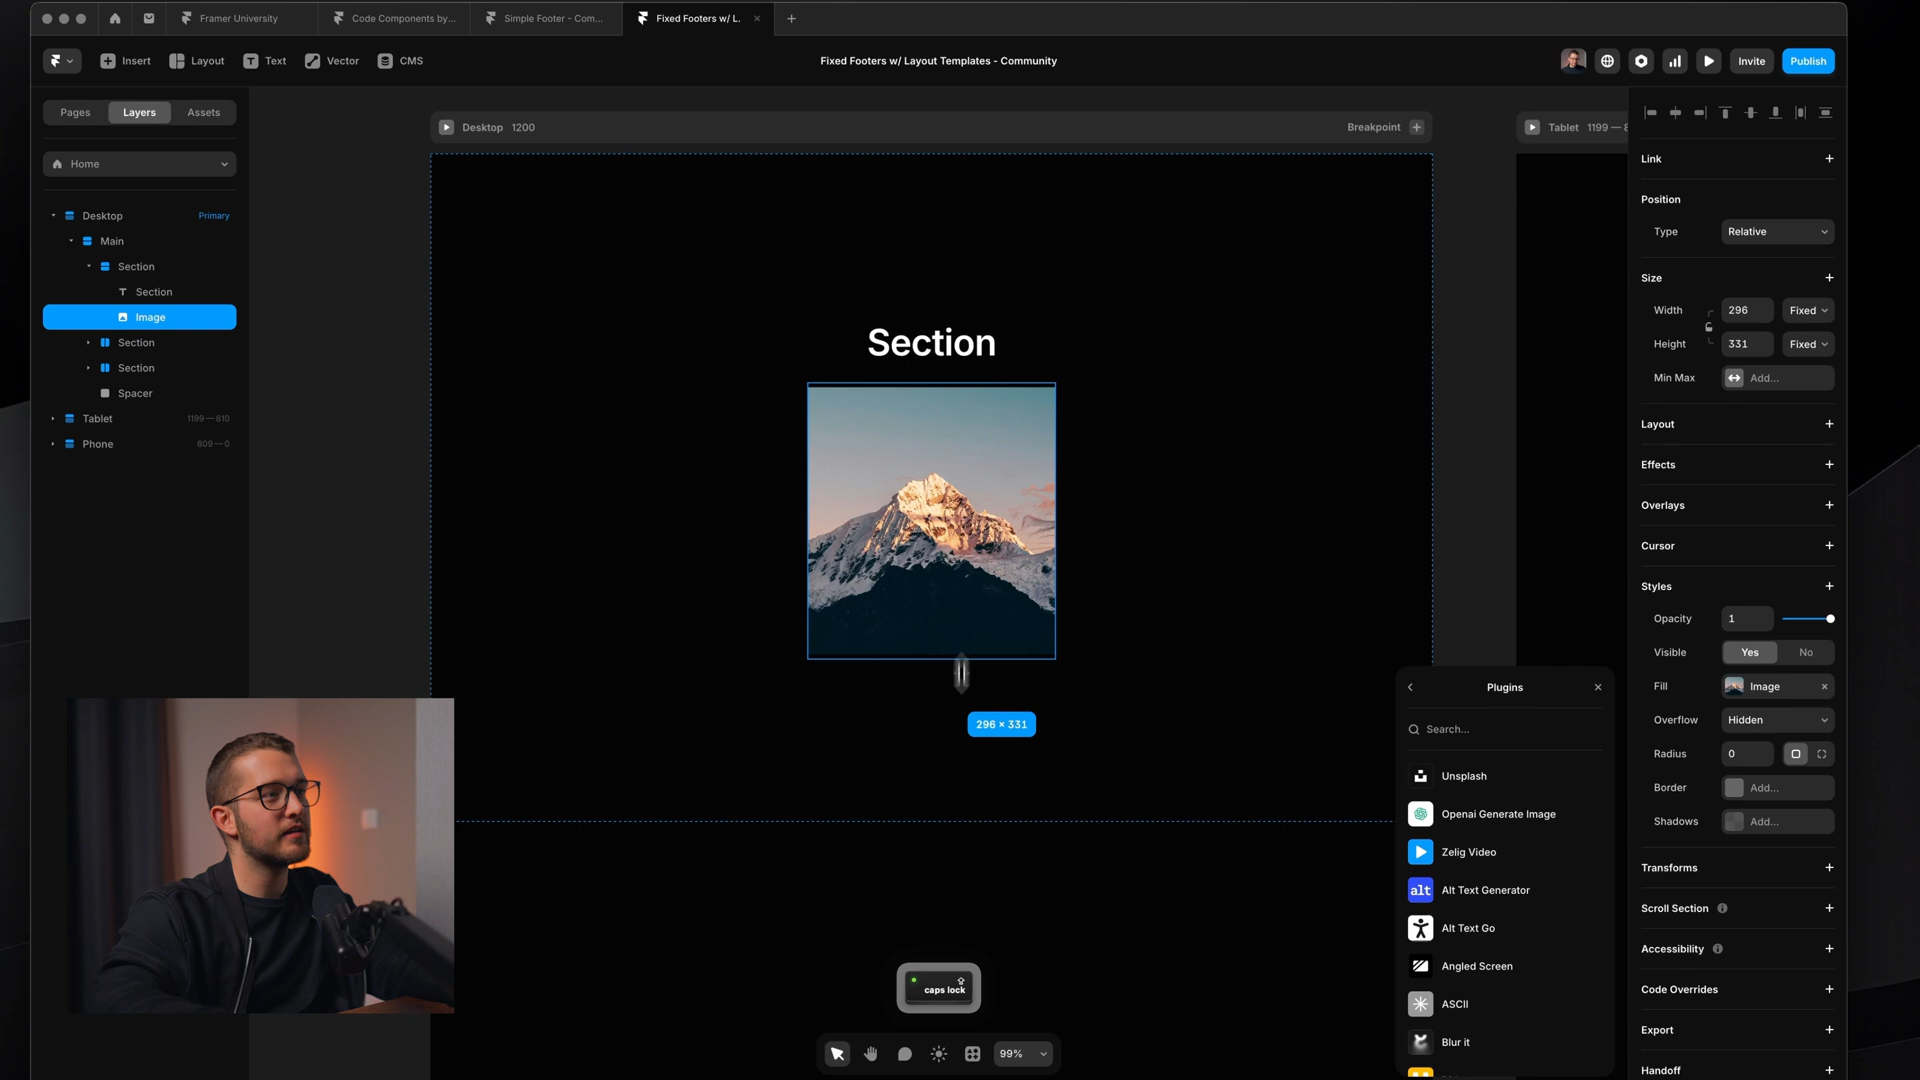 Framer University
Code Components by...
Simple Footer - Com...
Fixed Footers w/ L.
Insert
Layout
Text
Vector
CMS
Fixed Footers w/ Layout Templates - Community
Invite
Publish
Pages
Layers
Assets
Home
Desktop
Primary
Main
Section
Section
Image
Section
Section
Spacer
Tablet
1199 — 810
Phone
809 — 0
Desktop 1200
Breakpoint
Tablet 1199 — 8
Section
296 × 331
caps lock
99%
Plugins
Search...
Unsplash
Openai Generate Image
Zelig Video
alt
Alt Text Generator
Alt Text Go
Angled Screen
ASCII
Blur it
Link
Position
Type
Relative
Size
Width
296
Fixed
Height
331
Fixed
Min Max
Add...
Layout
Effects
Overlays
Cursor
Styles
Opacity
1
Visible
Yes
No
Fill
Image
Overflow
Hidden
Radius
0
Border
Add...
Shadows
Add...
Transforms
Scroll Section
Accessibility
Code Overrides
Export
Handoff